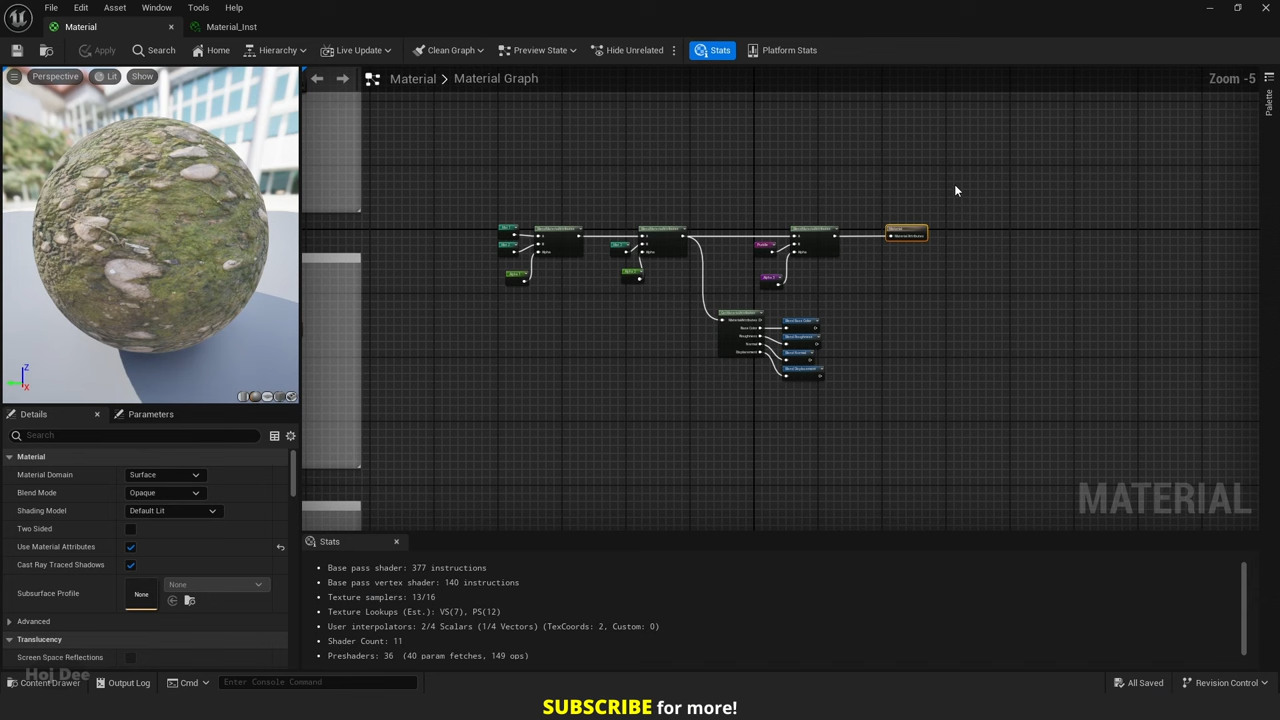 File Edit Asset Window Tools Help
Material Material_Inst
Apply Search Home Hierarchy Live Update Clean Graph Preview State Hide Unrelated Stats Platform Stats
Perspective Lit Show
Material > Material Graph
Zoom -5
Palette
Z
X
MATERIAL
Details Parameters
Search
Material
Material Domain Surface
Blend Mode Opaque
Shading Model Default Lit
Two Sided
Use Material Attributes
Cast Ray Traced Shadows
Subsurface Profile None None
Advanced
Translucency
Screen Space Reflections
Stats
Base pass shader: 377 instructions
Base pass vertex shader: 140 instructions
Texture samplers: 13/16
Texture Lookups (Est.): VS(7), PS(12)
User interpolators: 2/4 Scalars (1/4 Vectors) (TexCoords: 2, Custom: 0)
Shader Count: 11
Preshaders: 36 (40 param fetches, 149 ops)
Hoj Dee
Content Drawer Output Log Cmd Enter Console Command All Saved Revision Control
SUBSCRIBE for more!